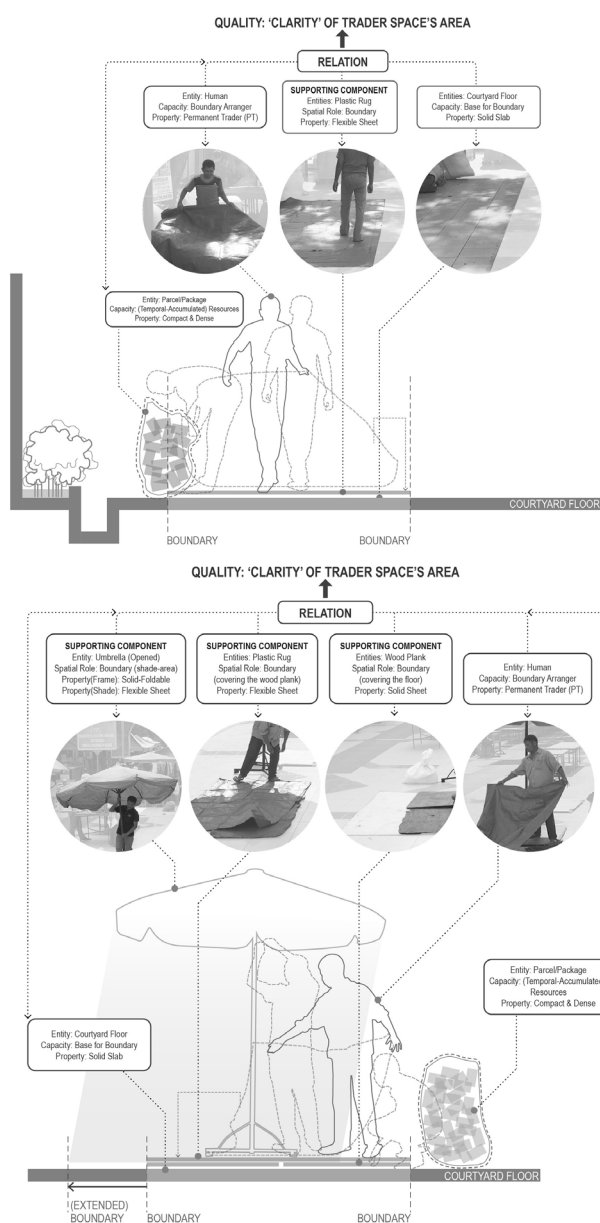 QUALITY: 'CLARITY' OF TRADER SPACE'S AREA
RELATION
Entity: Human
Capacity: Boundary Arranger
Property: Permanent Trader (PT)
SUPPORTING COMPONENT
Entities: Plastic Rug
Spatial Role: Boundary
Property: Flexible Sheet
Entities: Courtyard Floor
Capacity: Base for Boundary
Property: Solid Slab
Entity: Parcel/Package
Capacity: (Temporal-Accumulated) Resources
Property: Compact & Dense
COURTYARD FLOOR
BOUNDARY
BOUNDARY
QUALITY: 'CLARITY' OF TRADER SPACE'S AREA
RELATION
SUPPORTING COMPONENT
Entity: Umbrella (Opened)
Spatial Role: Boundary (shade-area)
Property(Frame): Solid-Foldable
Property(Shade): Flexible Sheet
SUPPORTING COMPONENT
Entities: Plastic Rug
Spatial Role: Boundary
(covering the wood plank)
Property: Flexible Sheet
SUPPORTING COMPONENT
Entities: Wood Plank
Spatial Role: Boundary
(covering the floor)
Property: Solid Sheet
Entity: Human
Capacity: Boundary Arranger
Property: Permanent Trader (PT)
Entity: Parcel/Package
Capacity: (Temporal-Accumulated
Resources
Property: Compact & Dense
Entity: Courtyard Floor
Capacity: Base for Boundary
Property: Solid Slab
COURTYARD FLOOR
(EXTENDED)
BOUNDARY
BOUNDARY
BOUNDARY